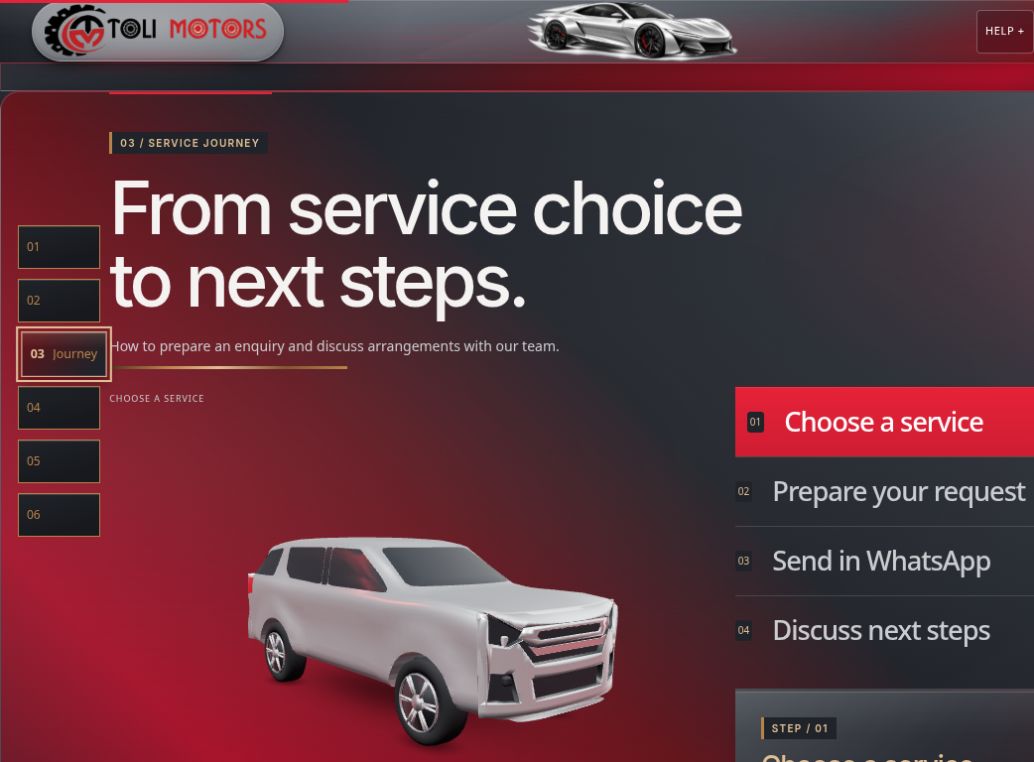 TOLI MOTORS
HELP +
03 / SERVICE JOURNEY
From service choice
to next steps.
How to prepare an enquiry and discuss arrangements with our team.
CHOOSE A SERVICE
01
02
03 Journey
04
05
06
01 Choose a service
02 Prepare your request
03 Send in WhatsApp
04 Discuss next steps
STEP / 01
Choose a service